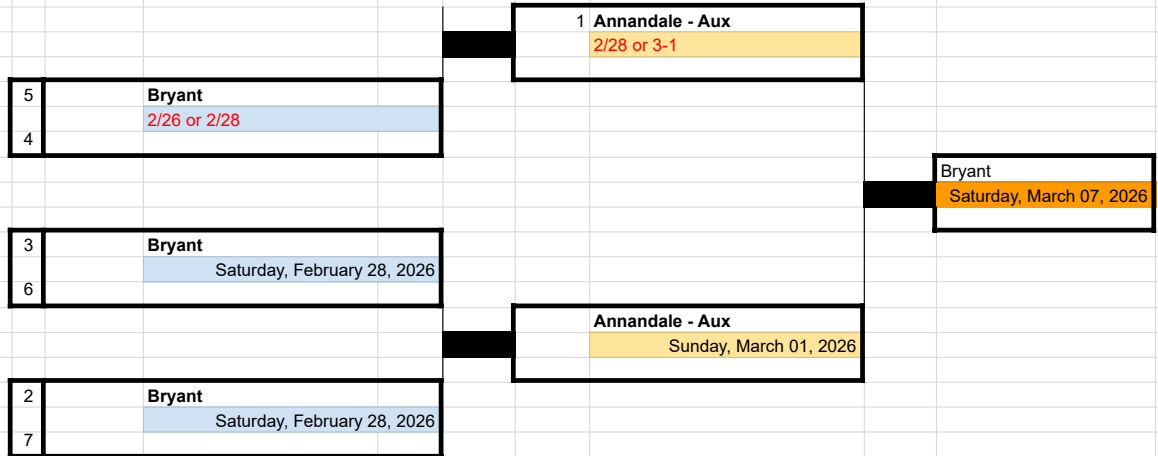 1 Annandale - Aux
2/28 or 3-1
5 Bryant
2/26 or 2/28
4
Bryant
Saturday, March 07, 2026
3 Bryant
Saturday, February 28, 2026
6
Annandale - Aux
Sunday, March 01, 2026
2 Bryant
Saturday, February 28, 2026
7